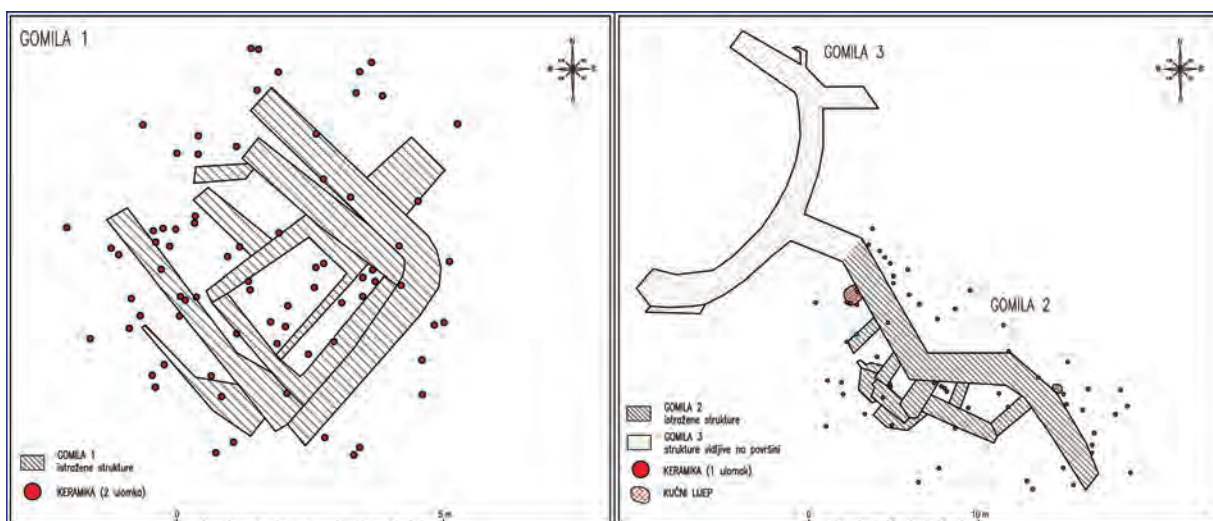 GOMILA 1
N
GOMILA 1
istražene strukture
KERAMIKA (2 ulomka)
0
5 m
GOMILA 3
N
GOMILA 2
GOMILA 2
istražene strukture
GOMILA 3
strukture vidljive na površini
KERAMIKA (1 ulomak)
KUĆNI LIJEP
0
10 m